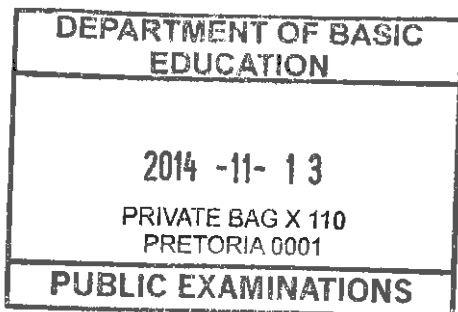 DEPARTMENT OF BASIC
EDUCATION
2014 -11- 13
PRIVATE BAG X 110
PRETORIA 0001
PUBLIC EXAMINATIONS